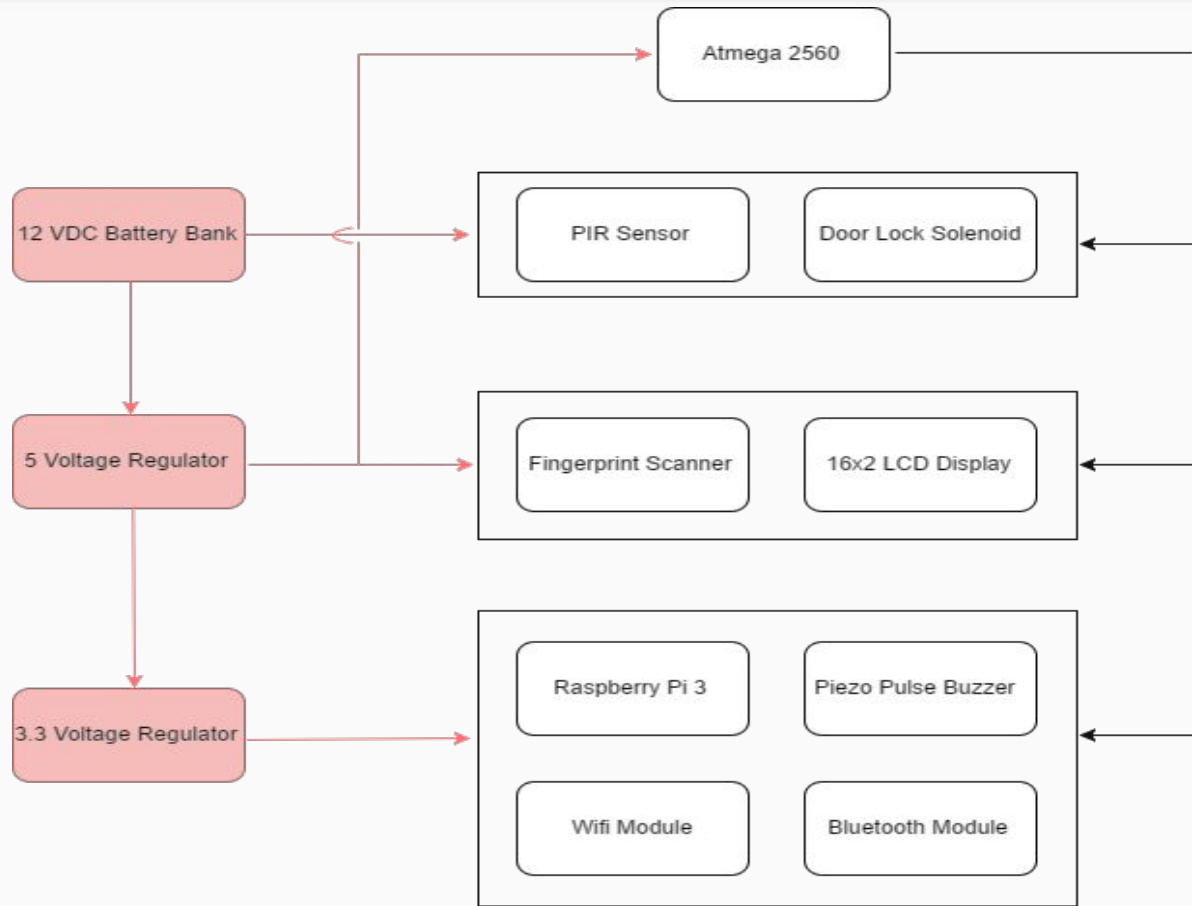 Atmega 2560
12 VDC Battery Bank
PIR Sensor
Door Lock Solenoid
5 Voltage Regulator
Fingerprint Scanner
16x2 LCD Display
Raspberry Pi 3
Piezo Pulse Buzzer
3.3 Voltage Regulator
Wifi Module
Bluetooth Module